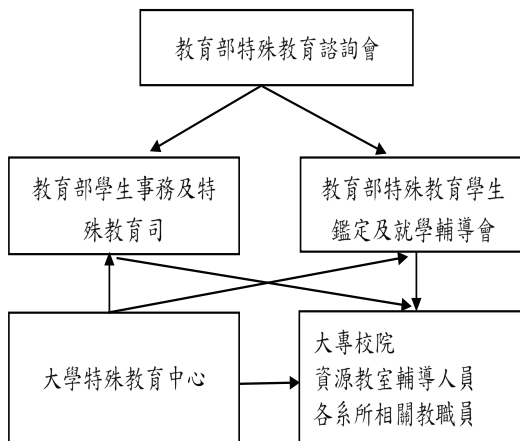 教育部特殊教育諮詢會
教育部學生事務及特
殊教育司
教育部特殊教育學生
鑑定及就學輔導會
大學特殊教育中心
大專校院
資源教室輔導人員
各系所相關教職員